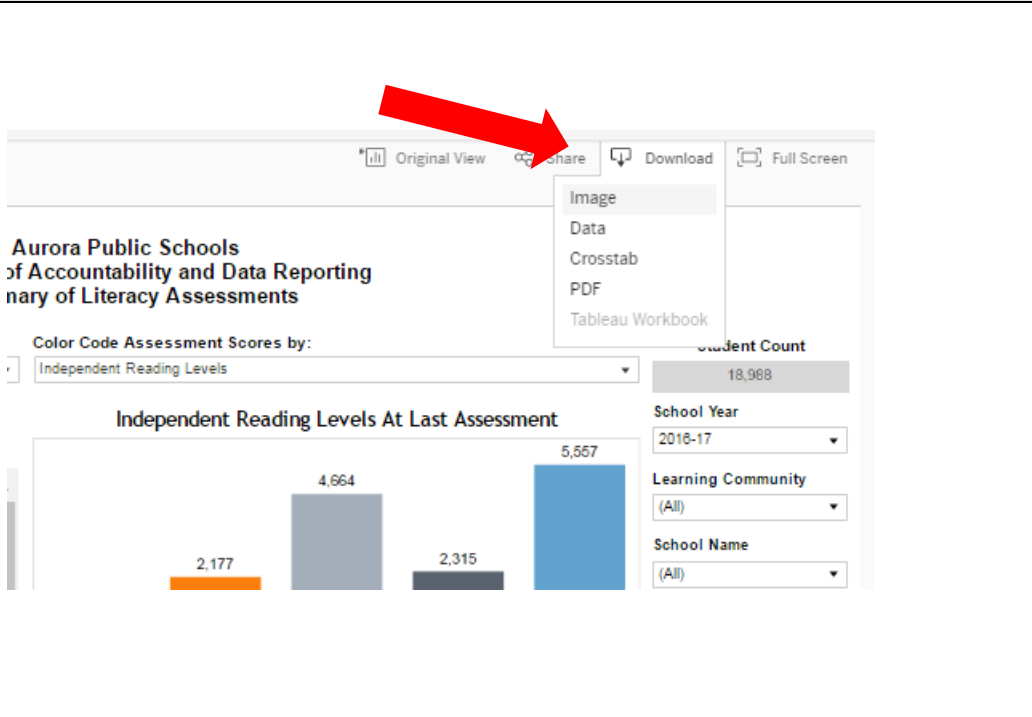 Original View Share Download Full Screen
Image
Data
Crosstab
PDF
Tableau Workbook
Aurora Public Schools
of Accountability and Data Reporting
mary of Literacy Assessments
Color Code Assessment Scores by:
Independent Reading Levels
Student Count
18,988
Independent Reading Levels At Last Assessment
2,177
4,664
2,315
5,557
School Year
2016-17
Learning Community
(All)
School Name
(All)